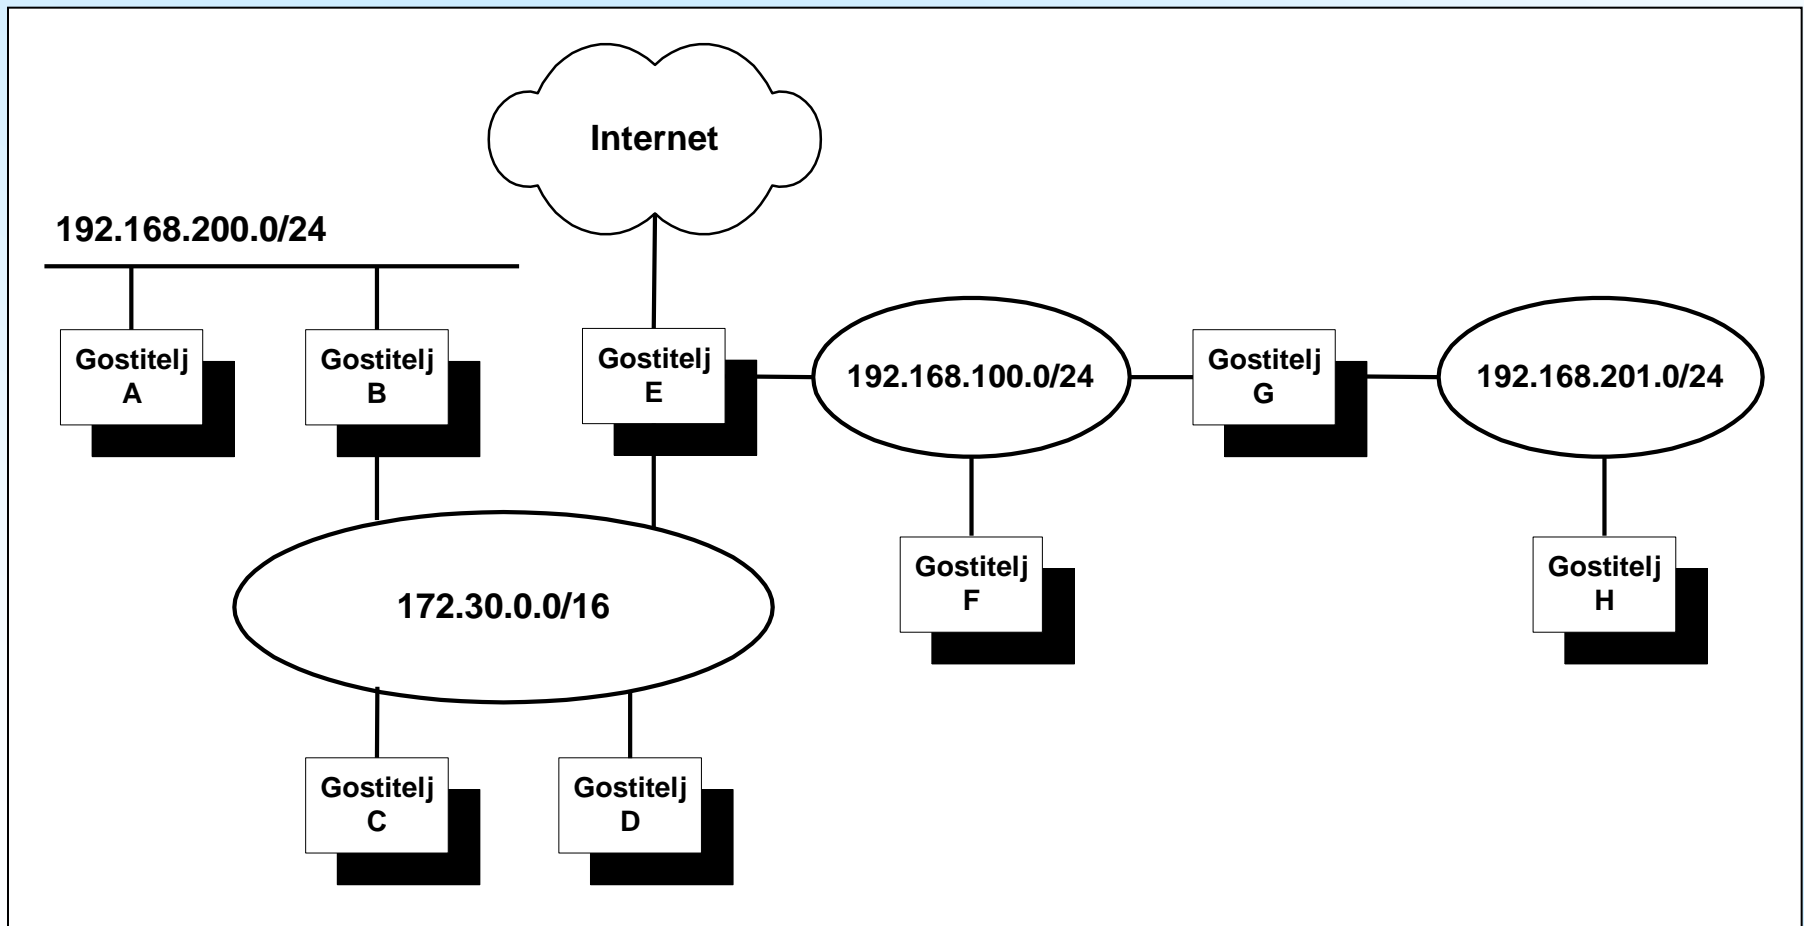 Internet
192.168.200.0/24
Gostitelj
A
Gostitelj
B
Gostitelj
E
192.168.100.0/24
Gostitelj
G
192.168.201.0/24
172.30.0.0/16
Gostitelj
F
Gostitelj
H
Gostitelj
C
Gostitelj
D